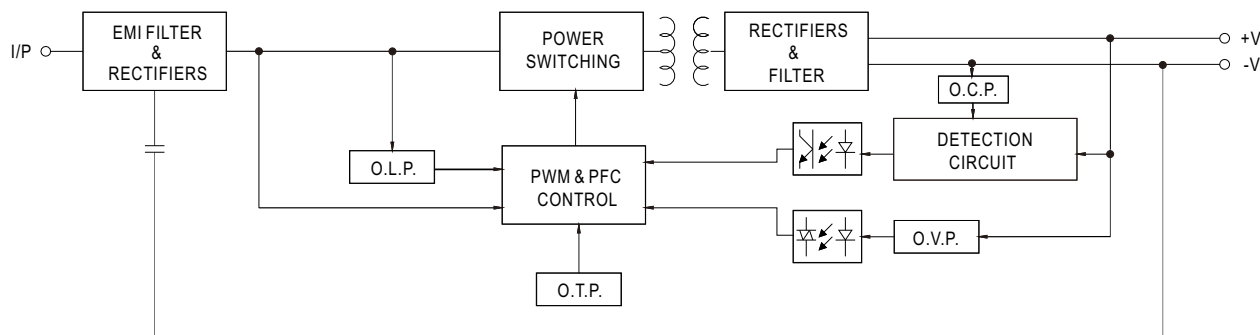 I/P
EMI FILTER
&
RECTIFIERS
POWER
SWITCHING
RECTIFIERS
&
FILTER
+V
-V
O.C.P.
DETECTION
CIRCUIT
O.L.P.
PWM & PFC
CONTROL
O.V.P.
O.T.P.